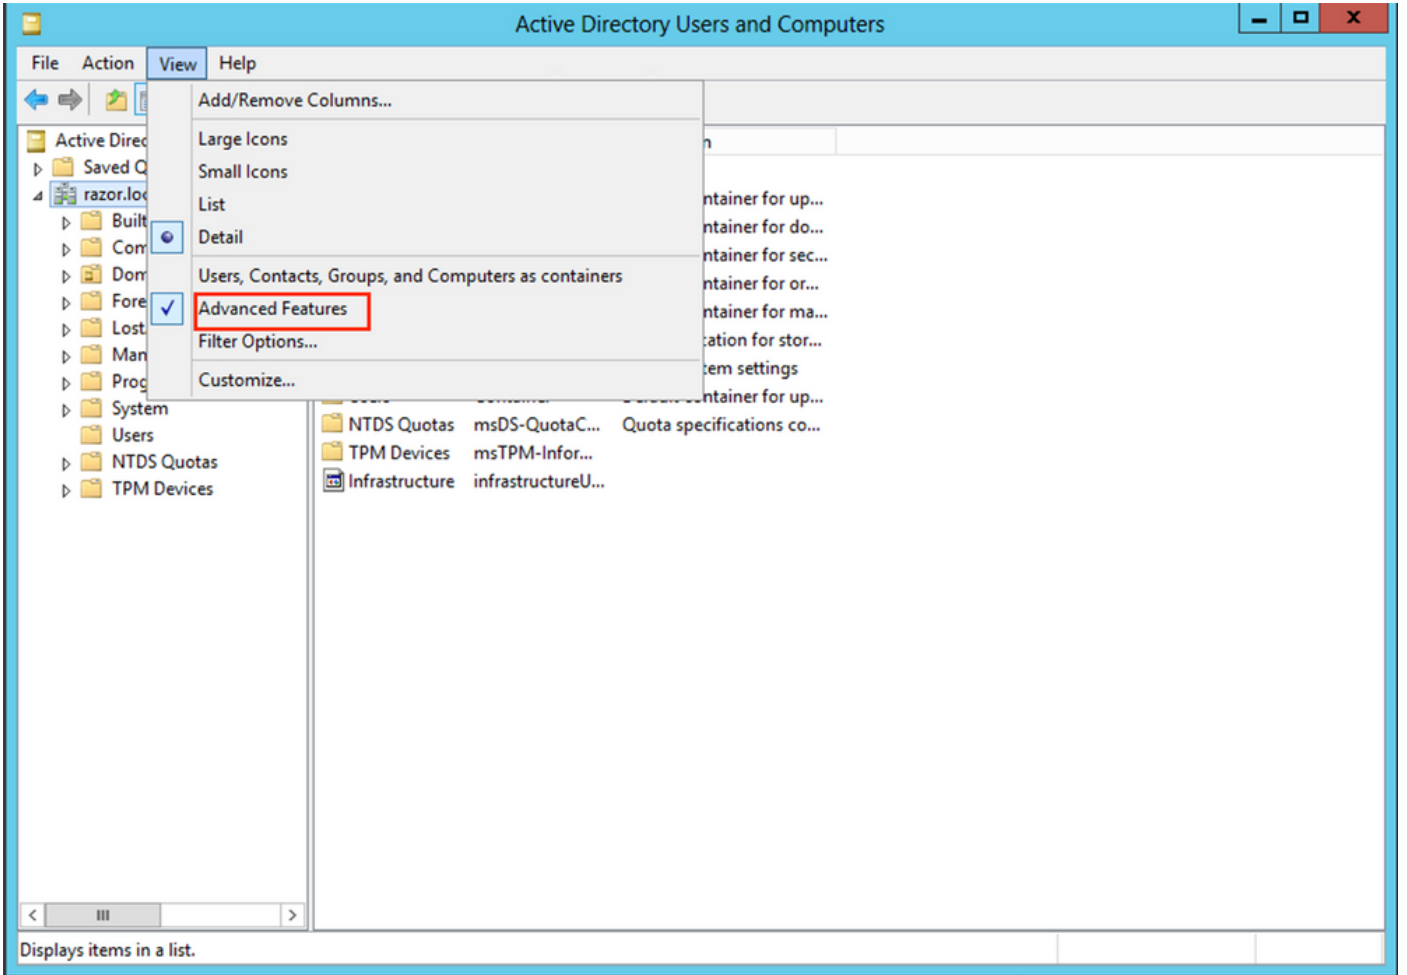 Active Directory Users and Computers
File Action View Help
Add/Remove Columns...
Large Icons
Small Icons
List
Detail
Users, Contacts, Groups, and Computers as containers
Advanced Features
Filter Options...
Customize...
Active Direc
Saved Q
razor.loc
Built
Com
Dom
Fore
Lost
Man
Prog
System
Users
NTDS Quotas
TPM Devices
n
ntainer for up...
ntainer for do...
ntainer for sec...
ntainer for or...
ntainer for ma...
cation for stor...
tem settings
ntainer for up...
NTDS Quotas msDS-QuotaC... Quota specifications co...
TPM Devices msTPM-Infor...
Infrastructure infrastructureU...
Displays items in a list.